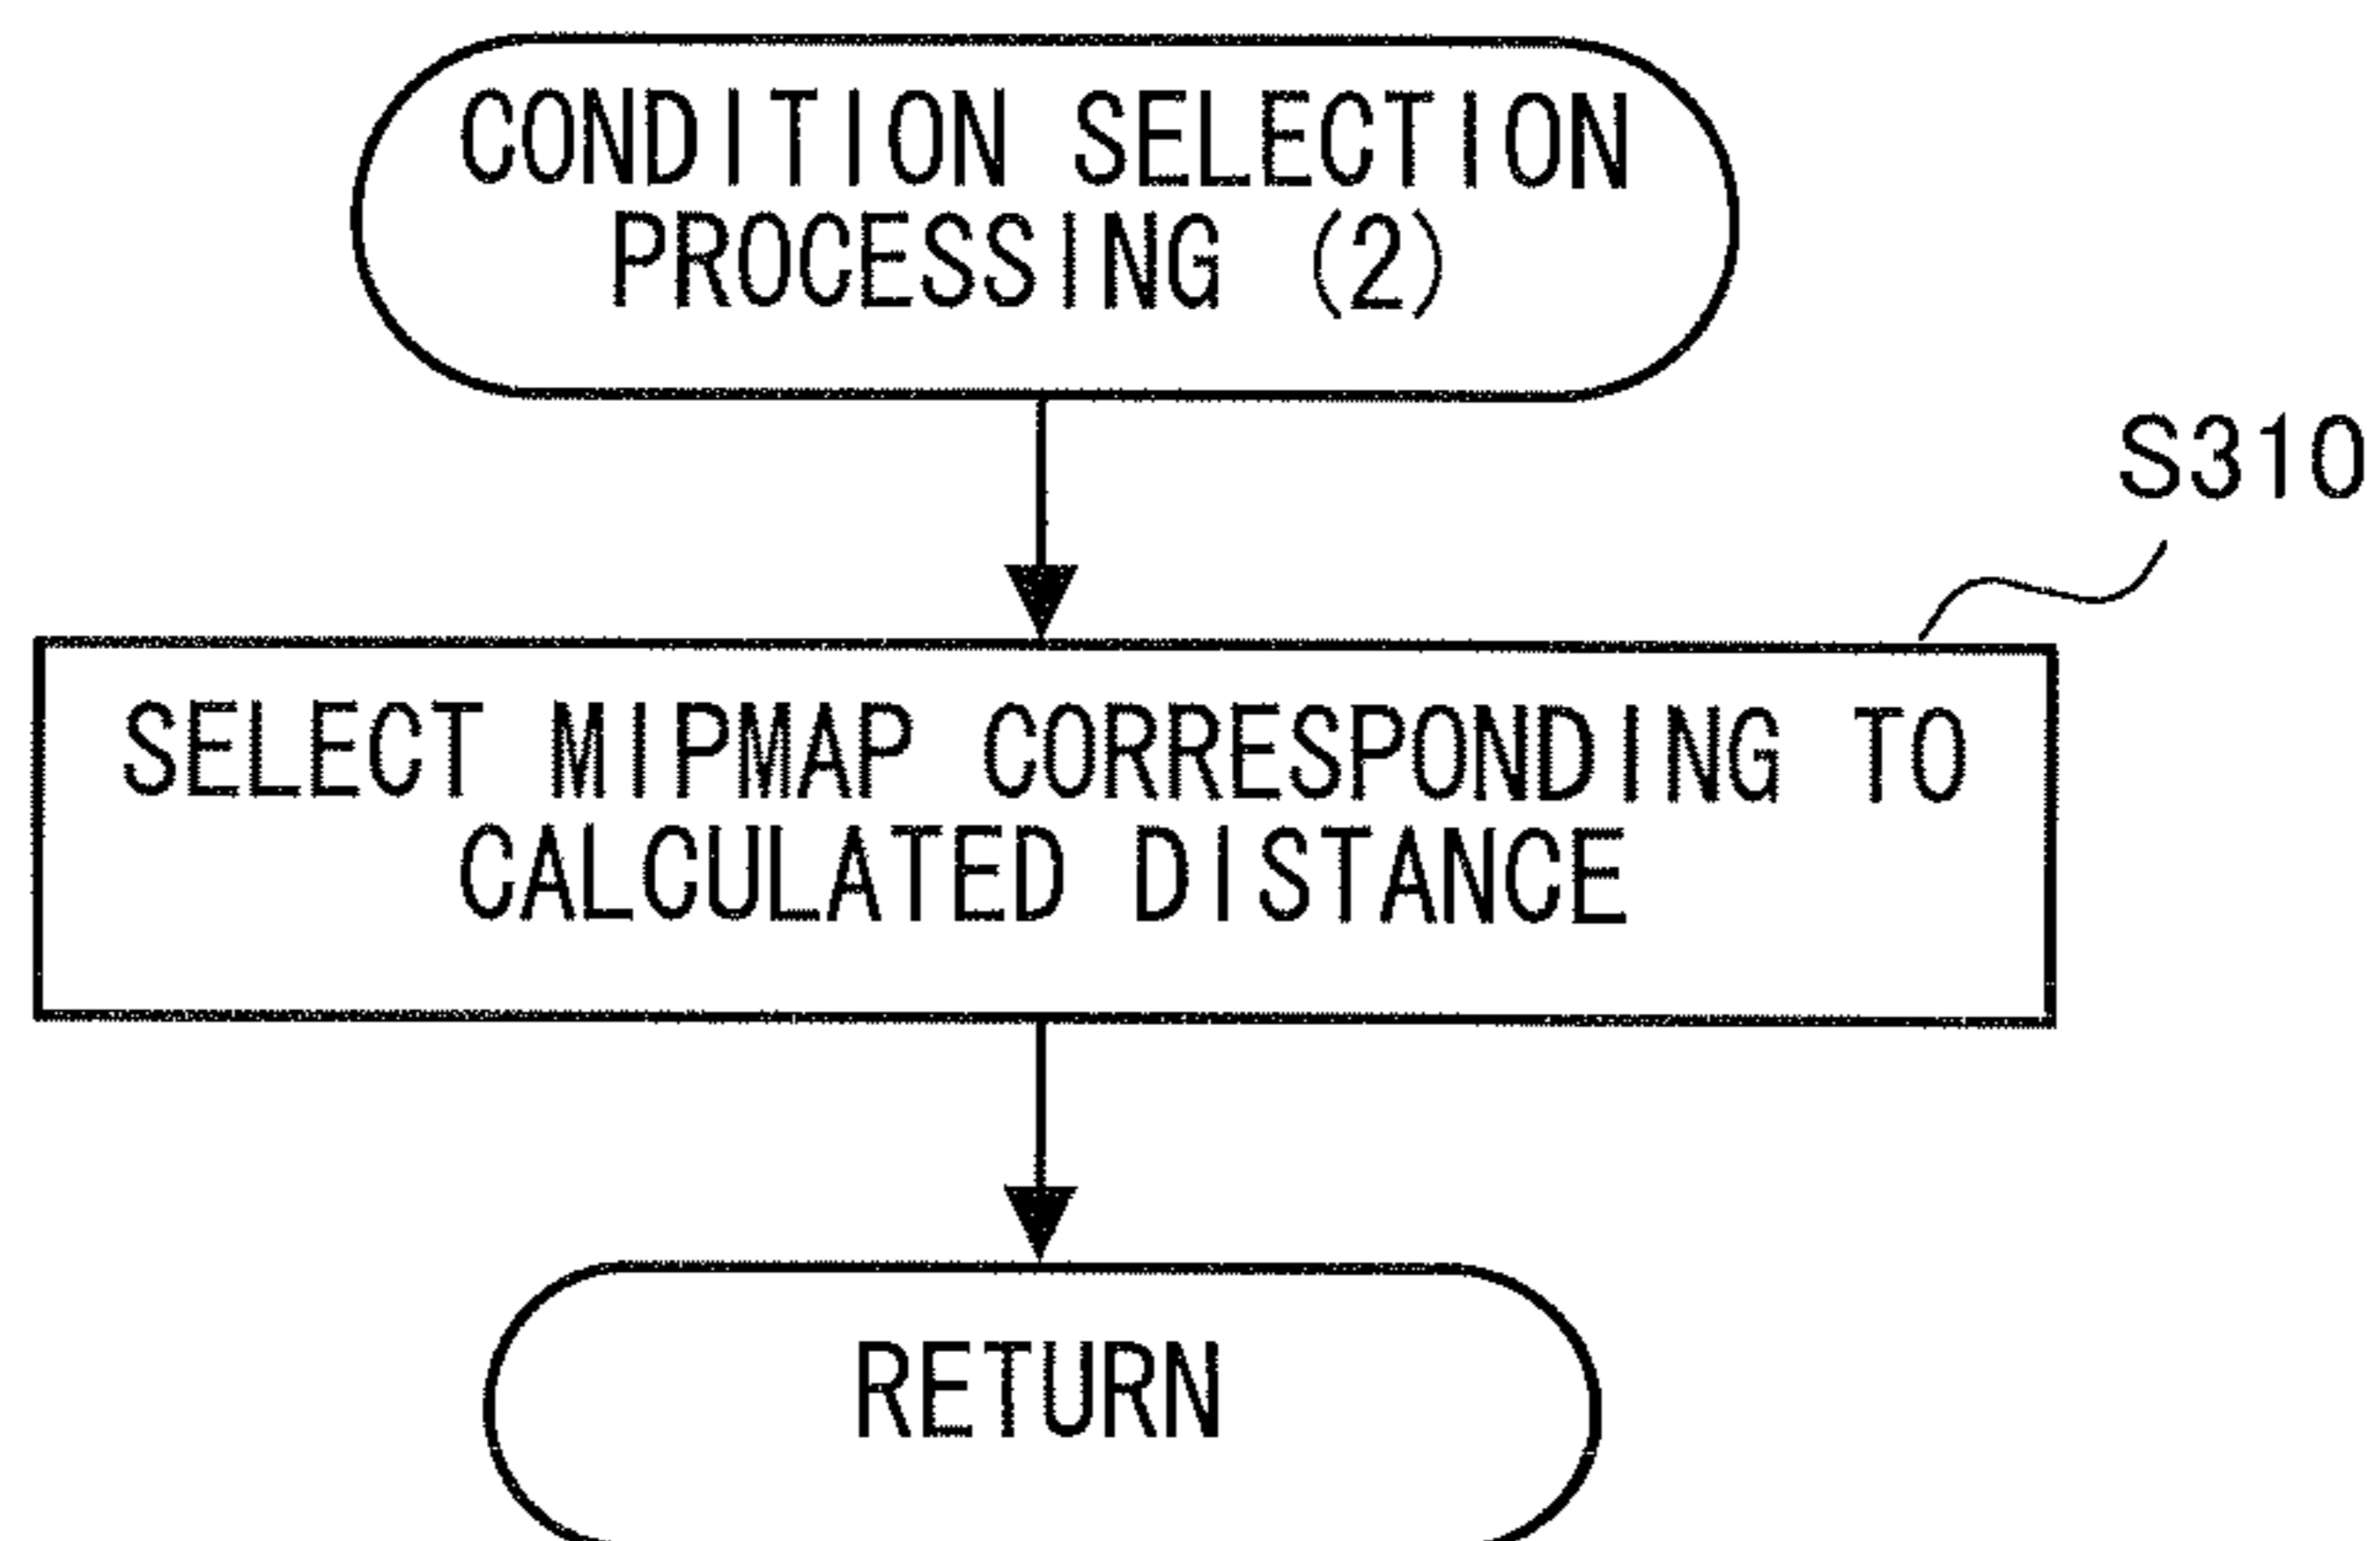 CONDITION SELECTION
PROCESSING (2)
S310
SELECT MIPMAP CORRESPONDING TO
CALCULATED DISTANCE
RETURN